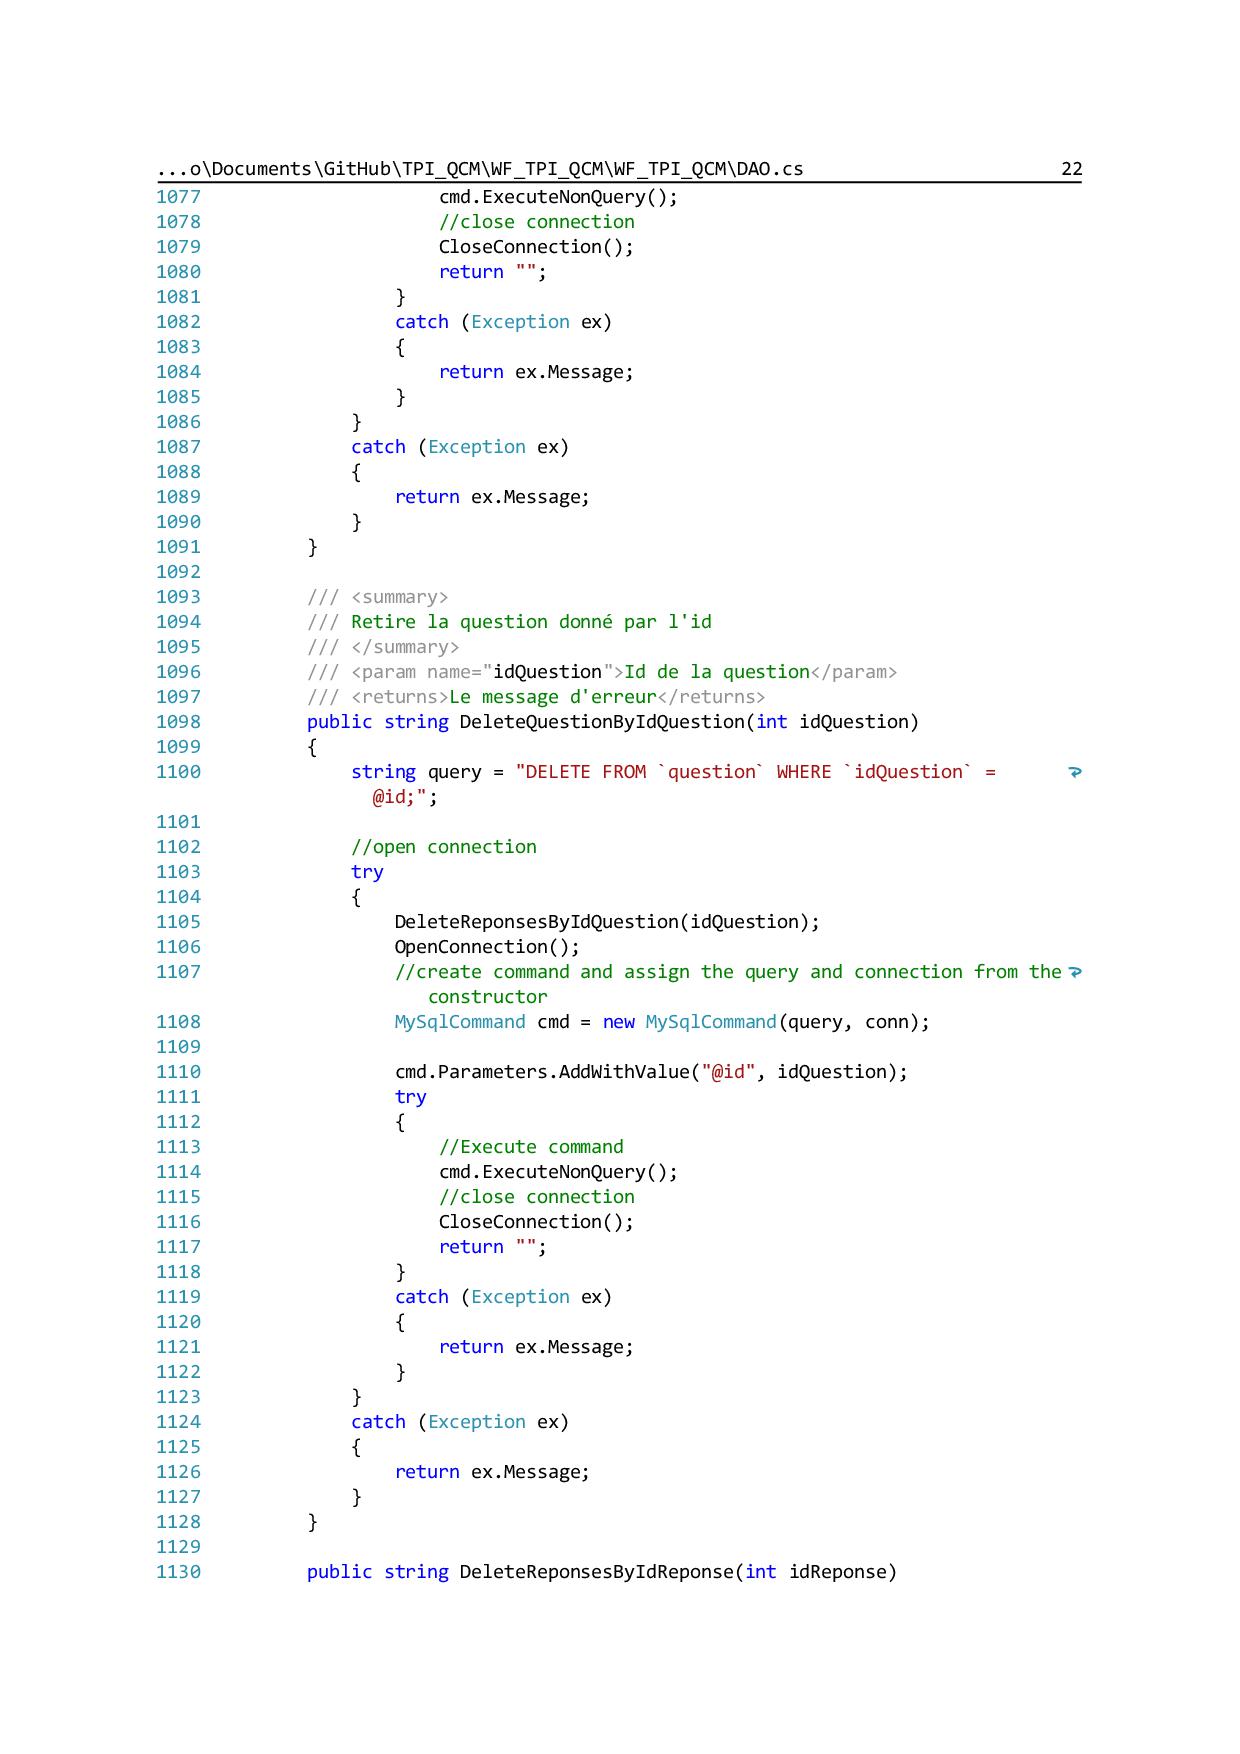 ...o\Documents\GitHub\TPI_QCM\WF_TPI_QCM\WF_TPI_QCM\DAO.cs 22
1077 cmd.ExecuteNonQuery();
1078 //close connection
1079 CloseConnection();
1080 return "";
1081 }
1082 catch (Exception ex)
1083 {
1084 return ex.Message;
1085 }
1086 }
1087 catch (Exception ex)
1088 {
1089 return ex.Message;
1090 }
1091 }
1092
1093 /// <summary>
1094 /// Retire la question donné par l'id
1095 /// </summary>
1096 /// <param name="idQuestion">Id de la question</param>
1097 /// <returns>Le message d'erreur</returns>
1098 public string DeleteQuestionByIdQuestion(int idQuestion)
1099 {
1100 string query = "DELETE FROM `question` WHERE `idQuestion` =
@id;";
1101
1102 //open connection
1103 try
1104 {
1105 DeleteReponsesByIdQuestion(idQuestion);
1106 OpenConnection();
1107 //create command and assign the query and connection from the
constructor
1108 MySqlCommand cmd = new MySqlCommand(query, conn);
1109
1110 cmd.Parameters.AddWithValue("@id", idQuestion);
1111 try
1112 {
1113 //Execute command
1114 cmd.ExecuteNonQuery();
1115 //close connection
1116 CloseConnection();
1117 return "";
1118 }
1119 catch (Exception ex)
1120 {
1121 return ex.Message;
1122 }
1123 }
1124 catch (Exception ex)
1125 {
1126 return ex.Message;
1127 }
1128 }
1129
1130 public string DeleteReponsesByIdReponse(int idReponse)